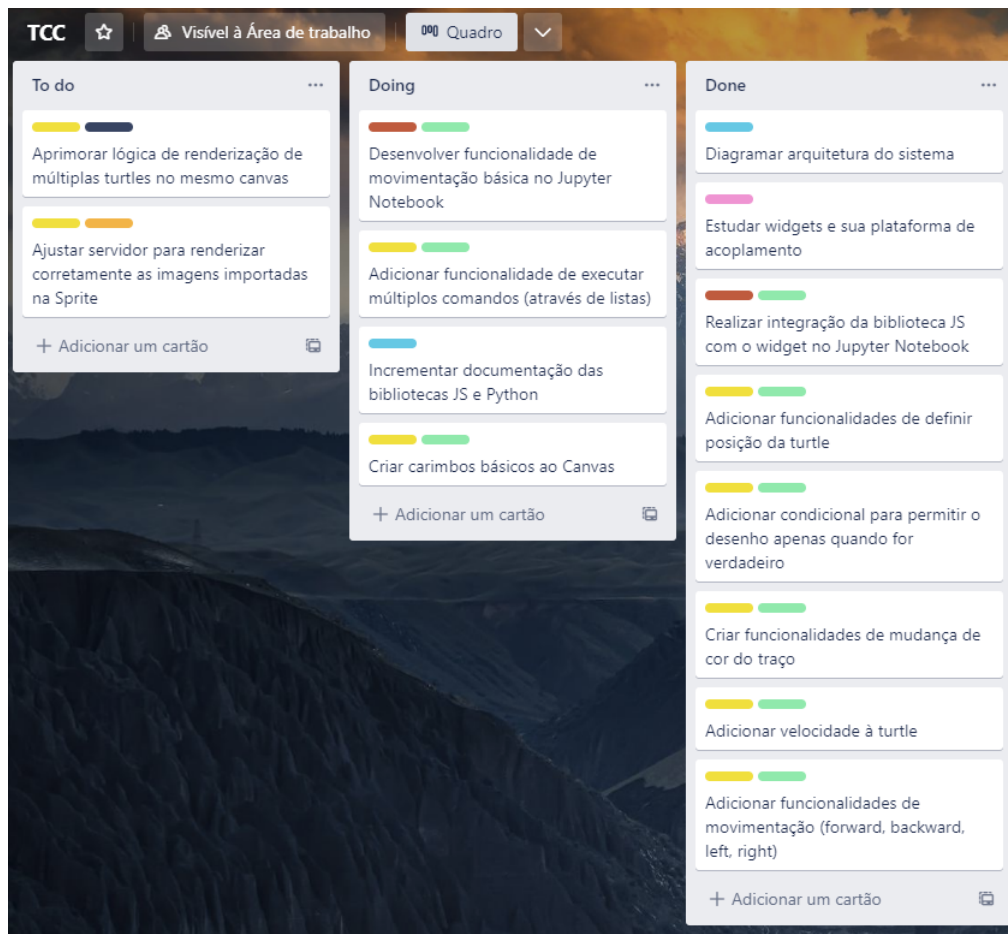 TCC
Visível à Área de trabalho
Quadro
To do
Aprimorar lógica de renderização de
múltiplas turtles no mesmo canvas
Ajustar servidor para renderizar
corretamente as imagens importadas
na Sprite
+ Adicionar um cartão
Doing
Desenvolver funcionalidade de
movimentação básica no Jupyter
Notebook
Adicionar funcionalidade de executar
múltiplos comandos (através de listas)
Incrementar documentação das
bibliotecas JS e Python
Criar carimbos básicos ao Canvas
+ Adicionar um cartão
Done
Diagramar arquitetura do sistema
Estudar widgets e sua plataforma de
acoplamento
Realizar integração da biblioteca JS
com o widget no Jupyter Notebook
Adicionar funcionalidades de definir
posição da turtle
Adicionar condicional para permitir o
desenho apenas quando for
verdadeiro
Criar funcionalidades de mudança de
cor do traço
Adicionar velocidade à turtle
Adicionar funcionalidades de
movimentação (forward, backward,
left, right)
+ Adicionar um cartão